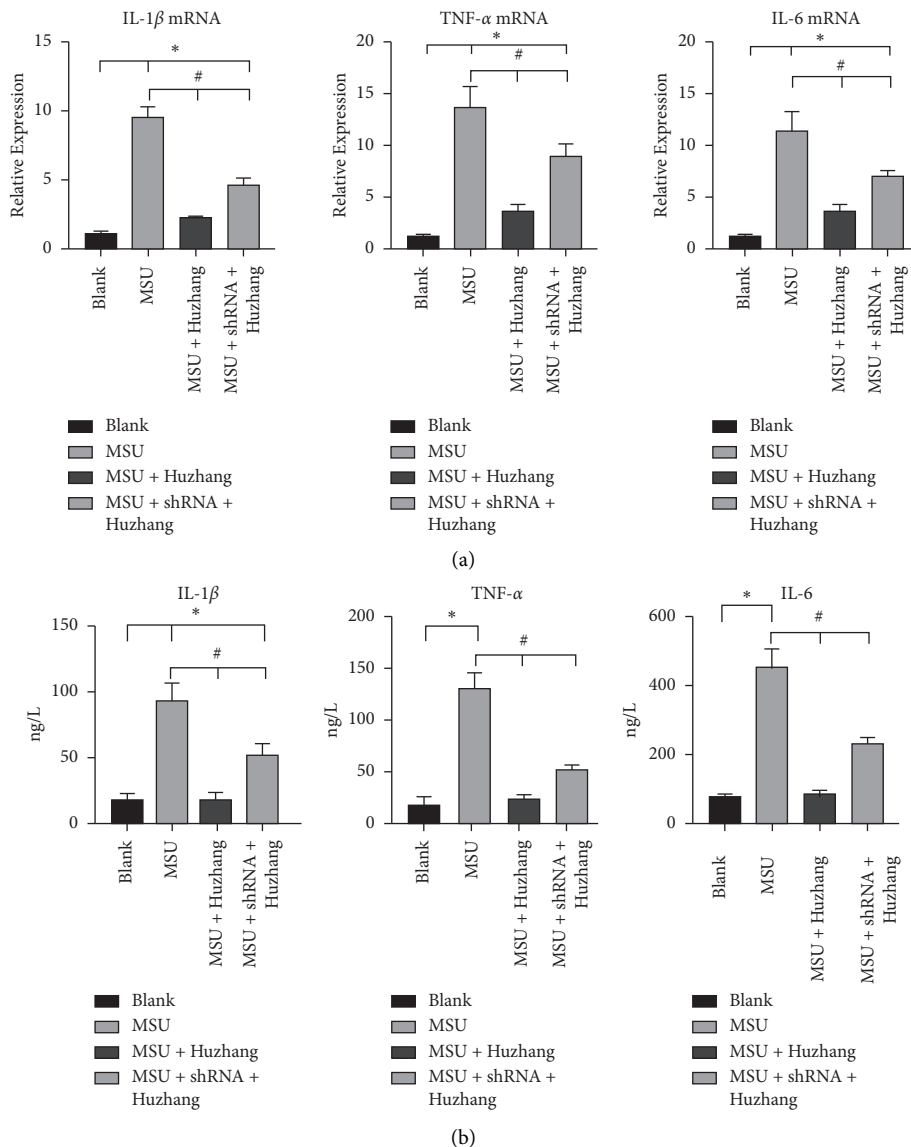 IL-1β mRNA
15
10
5
0
Relative Expression
*
#
Blank
MSU
MSU + Huzhang
MSU + shRNA +
Huzhang
Blank
MSU
MSU + Huzhang
MSU + shRNA +
Huzhang
TNF-α mRNA
20
15
10
5
0
Relative Expression
*
#
Blank
MSU
MSU + Huzhang
MSU + shRNA +
Huzhang
Blank
MSU
MSU + Huzhang
MSU + shRNA +
Huzhang
IL-6 mRNA
20
15
10
5
0
Relative Expression
*
#
Blank
MSU
MSU + Huzhang
MSU + shRNA +
Huzhang
Blank
MSU
MSU + Huzhang
MSU + shRNA +
Huzhang
(a)
IL-1β
150
100
50
0
ng/L
*
#
Blank
MSU
MSU + Huzhang
MSU + shRNA +
Huzhang
Blank
MSU
MSU + Huzhang
MSU + shRNA +
Huzhang
TNF-α
200
150
100
50
0
ng/L
*
#
Blank
MSU
MSU + Huzhang
MSU + shRNA +
Huzhang
Blank
MSU
MSU + Huzhang
MSU + shRNA +
Huzhang
IL-6
600
400
200
0
ng/L
*
#
Blank
MSU
MSU + Huzhang
MSU + shRNA +
Huzhang
Blank
MSU
MSU + Huzhang
MSU + shRNA +
Huzhang
(b)